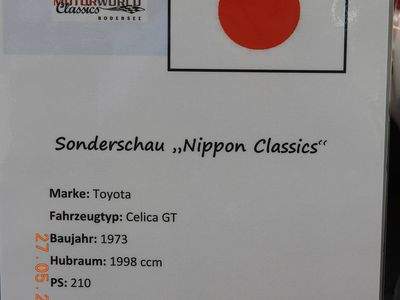 MOTORWORLD
Classics
BODENSEE
Sonderschau „Nippon Classics“
Marke: Toyota
Fahrzeugtyp: Celica GT
Baujahr: 1973
Hubraum: 1998 ccm
PS: 210
27.05.2